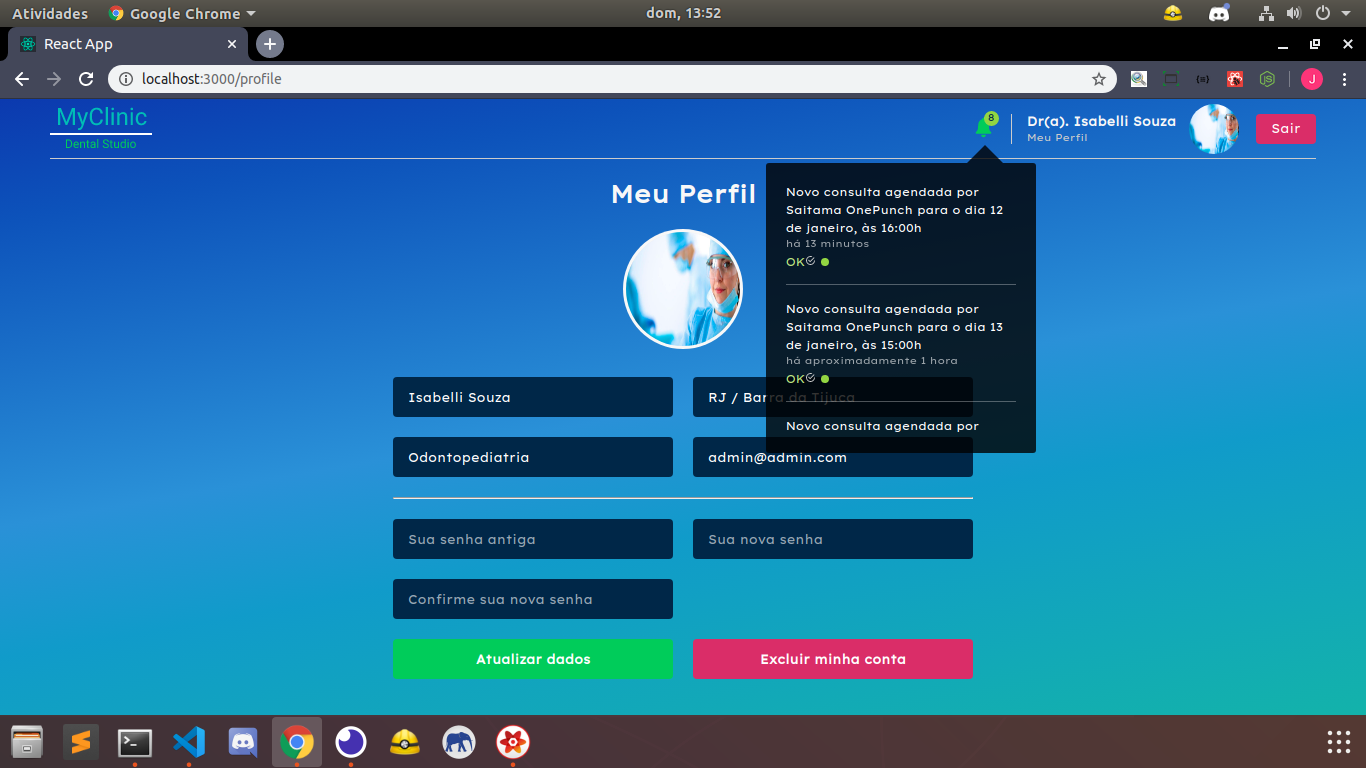 Atividades
Google Chrome
dom, 13:52
React App
localhost:3000/profile
J
MyClinic
Dental Studio
8
Dr(a). Isabelli Souza
Meu Perfil
Sair
Meu Perfil
Novo consulta agendada por
Saitama OnePunch para o dia 12
de janeiro, às 16:00h
há 13 minutos
OK
Novo consulta agendada por
Saitama OnePunch para o dia 13
de janeiro, às 15:00h
há aproximadamente 1 hora
OK
Novo consulta agendada por
Isabelli Souza
RJ / Barra da Tijuca
Odontopediatria
admin@admin.com
Sua senha antiga
Sua nova senha
Confirme sua nova senha
Atualizar dados
Excluir minha conta